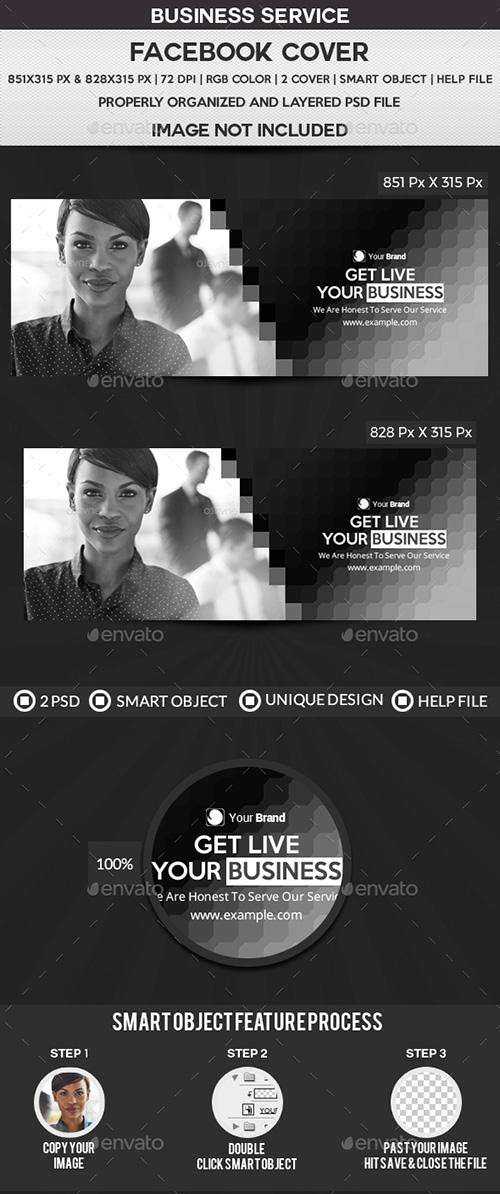 BUSINESS SERVICE
FACEBOOK COVER
851X315 PX & 828X315 PX | 72 DPI | RGB COLOR | 2 COVER | SMART OBJECT | HELP FILE
PROPERLY ORGANIZED AND LAYERED PSD FILE
envato envato
IMAGE NOT INCLUDED
851 Px X 315 Px
Your Brand
GET LIVE
YOUR BUSINESS
We Are Honest To Serve Our Service
www.example.com
envato envato
828 Px X 315 Px
Your Brand
GET LIVE
YOUR BUSINESS
We Are Honest To Serve Our Service
www.example.com
envato envato
2 PSD SMART OBJECT UNIQUE DESIGN HELP FILE
Your Brand
GET LIVE
100%
YOUR BUSINESS
envato envato
e Are Honest To Serve Our Servi
www.example.com
SMART OBJECT FEATURE PROCESS
STEP 1 STEP 2 STEP 3
YOUR
envato envato
COPY YOUR
IMAGE
DOUBLE
CLICK SMART OBJECT
PAST YOUR IMAGE
HIT SAVE & CLOSE THE FILE